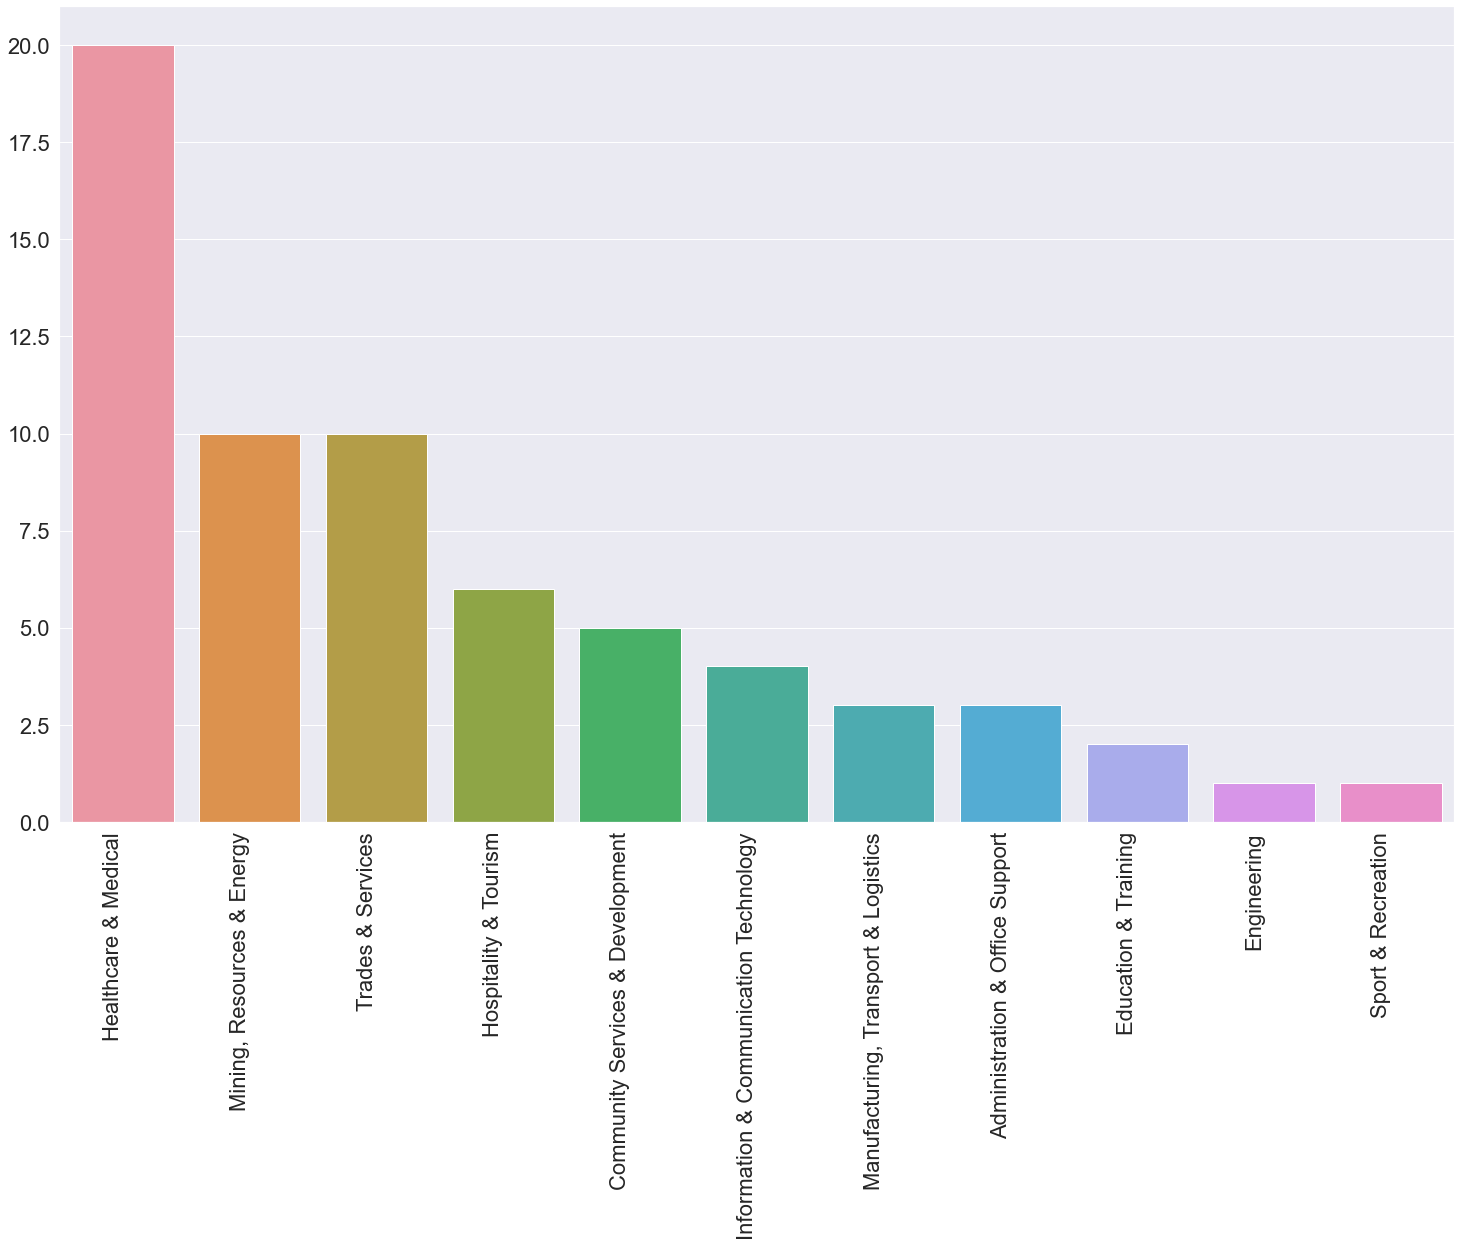 20.0
17.5
15.0
12.5
10.0
7.5
5.0
2.5
0.0
Healthcare & Medical
Mining, Resources & Energy
Trades & Services
Hospitality & Tourism
Community Services & Development
Information & Communication Technology
Manufacturing, Transport & Logistics
Administration & Office Support
Education & Training
Engineering
Sport & Recreation